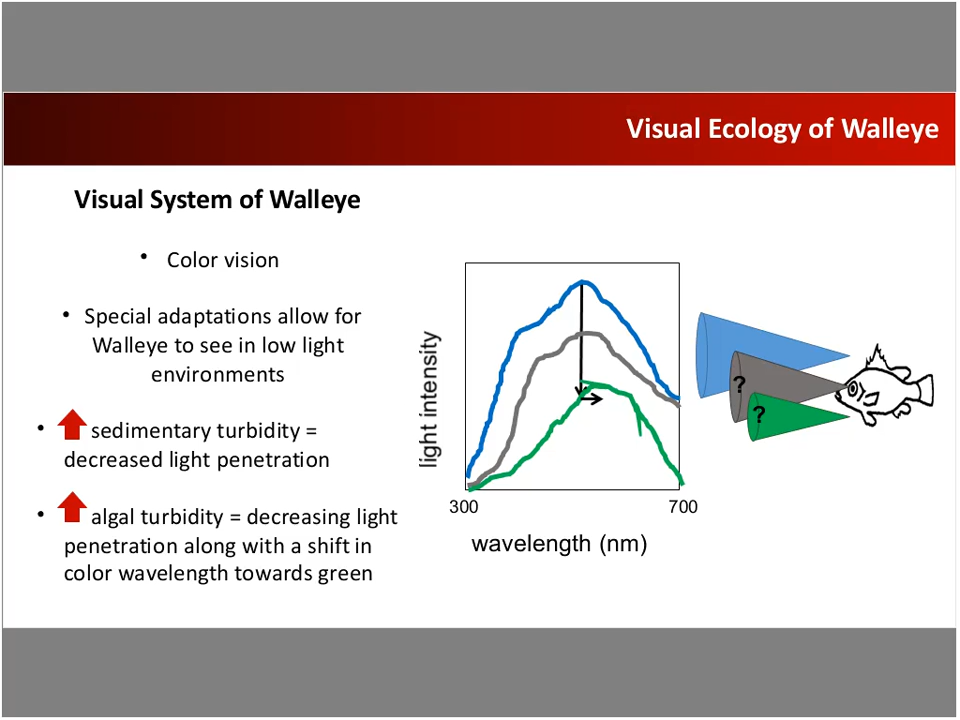 Visual Ecology of Walleye
Visual System of Walleye
• Color vision
• Special adaptations allow for
Walleye to see in low light
environments
• sedimentary turbidity =
decreased light penetration
• algal turbidity = decreasing light
penetration along with a shift in
color wavelength towards green
light intensity
300
700
wavelength (nm)
?
?